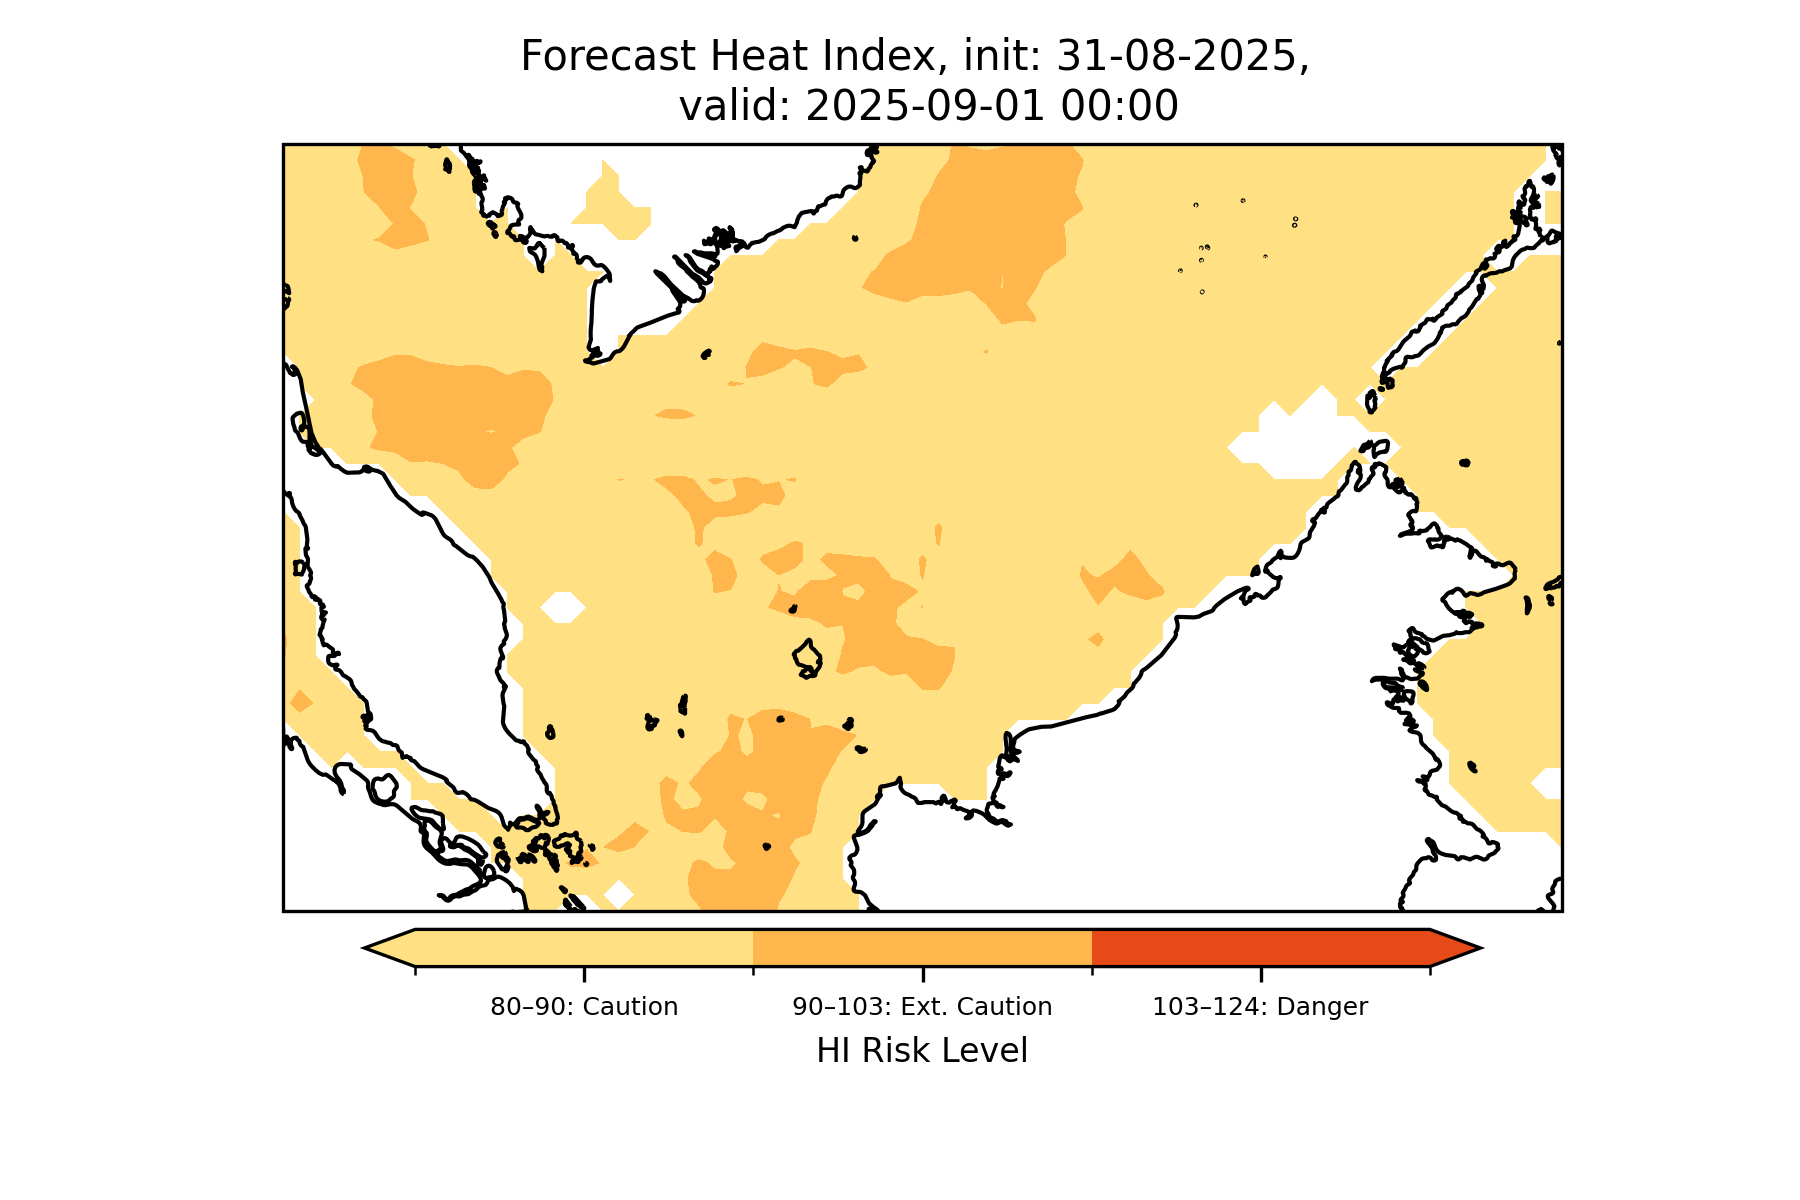 Forecast Heat Index, init: 31-08-2025,
valid: 2025-09-01 00:00
80–90: Caution
90–103: Ext. Caution
103–124: Danger
HI Risk Level